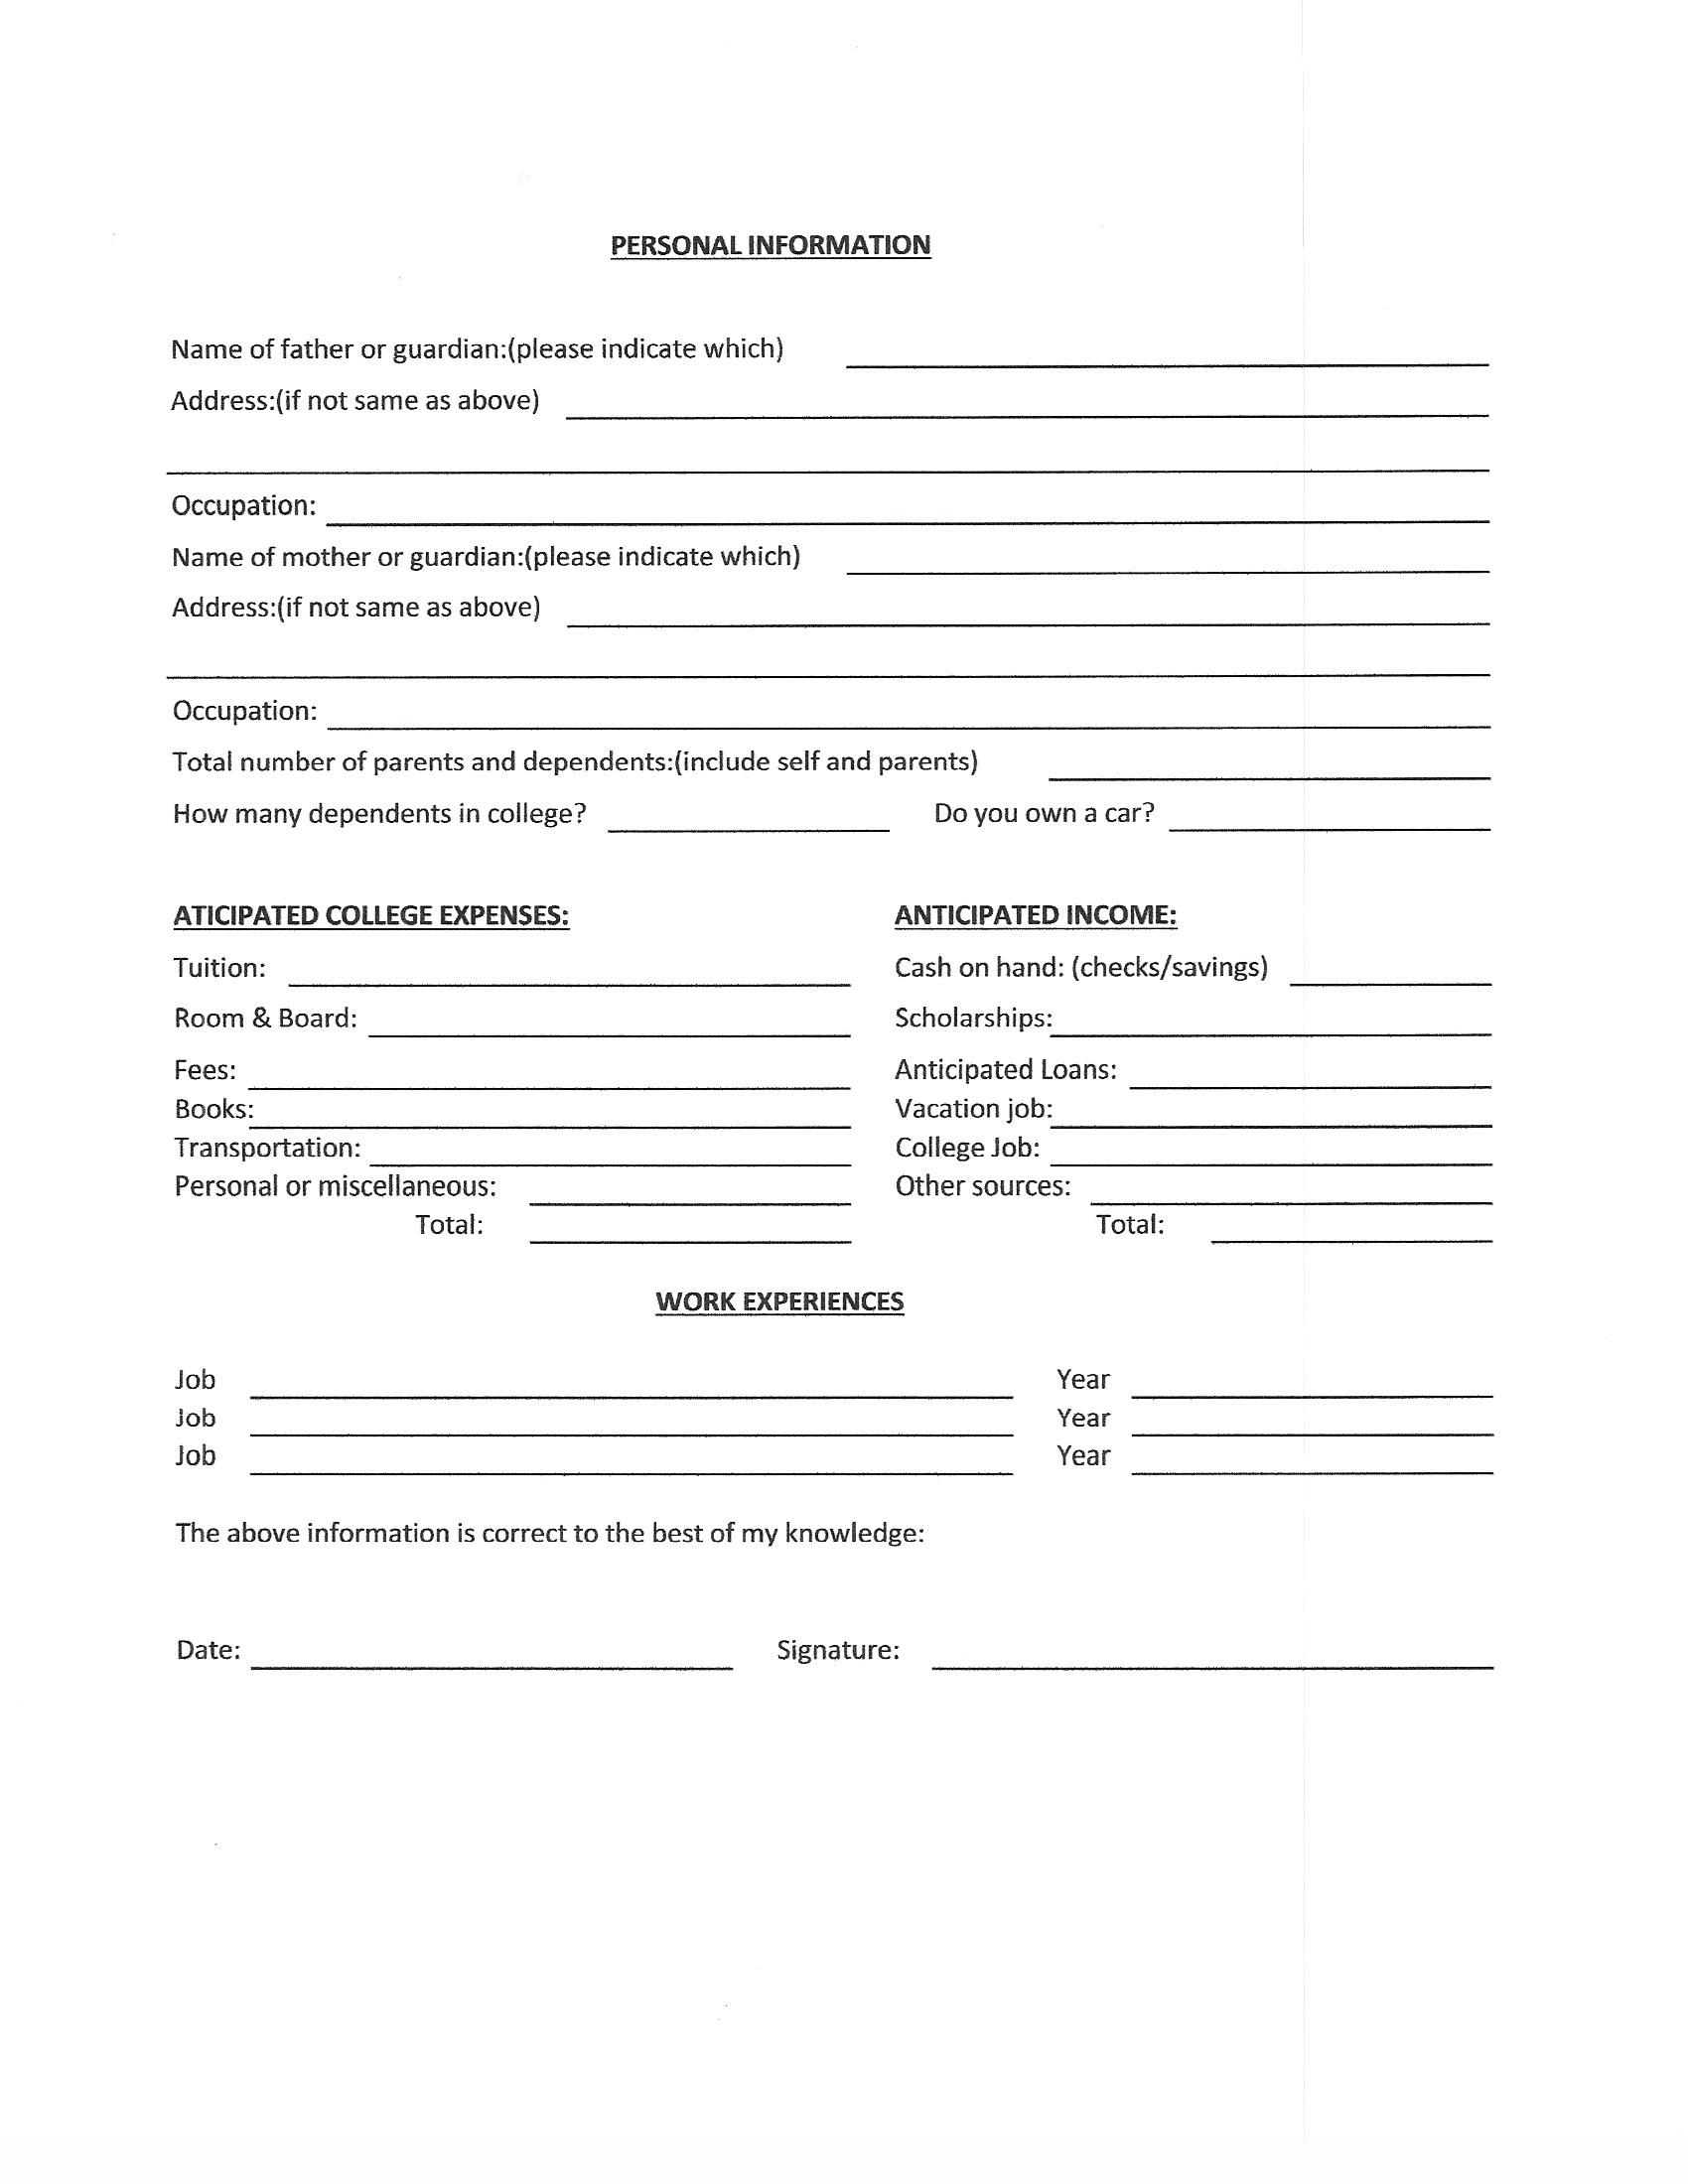 PERSONAL INFORMATION
Name of father or guardian:(please indicate which)
Address:(if not same as above)
Occupation:
Name of mother or guardian:(please indicate which)
Address:(if not same as above)
Occupation:
Total number of parents and dependents:(include self and parents)
How many dependents in college? Do you own a car?
ATICIPATED COLLEGE EXPENSES: ANTICIPATED INCOME:
Tuition: Cash on hand: (checks/savings)
Room & Board: Scholarships:
Fees: Anticipated Loans:
Books: Vacation job:
Transportation: College Job:
Personal or miscellaneous: Other sources:
Total: Total:
WORK EXPERIENCES
Job Year
Job Year
Job Year
The above information is correct to the best of my knowledge:
Date: Signature: